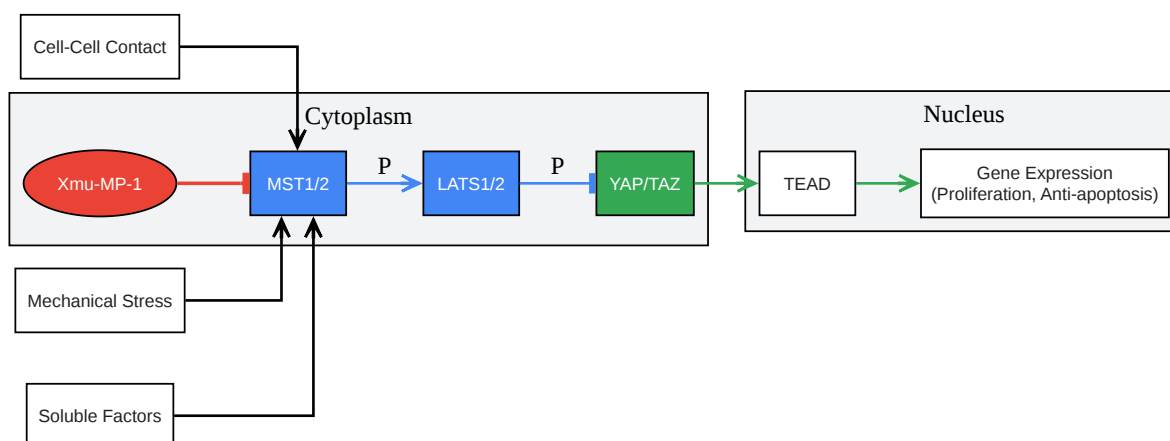 Cell-Cell Contact
Cytoplasm
Nucleus
Xmu-MP-1
MST1/2
P
LATS1/2
P
YAP/TAZ
TEAD
Gene Expression
(Proliferation, Anti-apoptosis)
Mechanical Stress
Soluble Factors